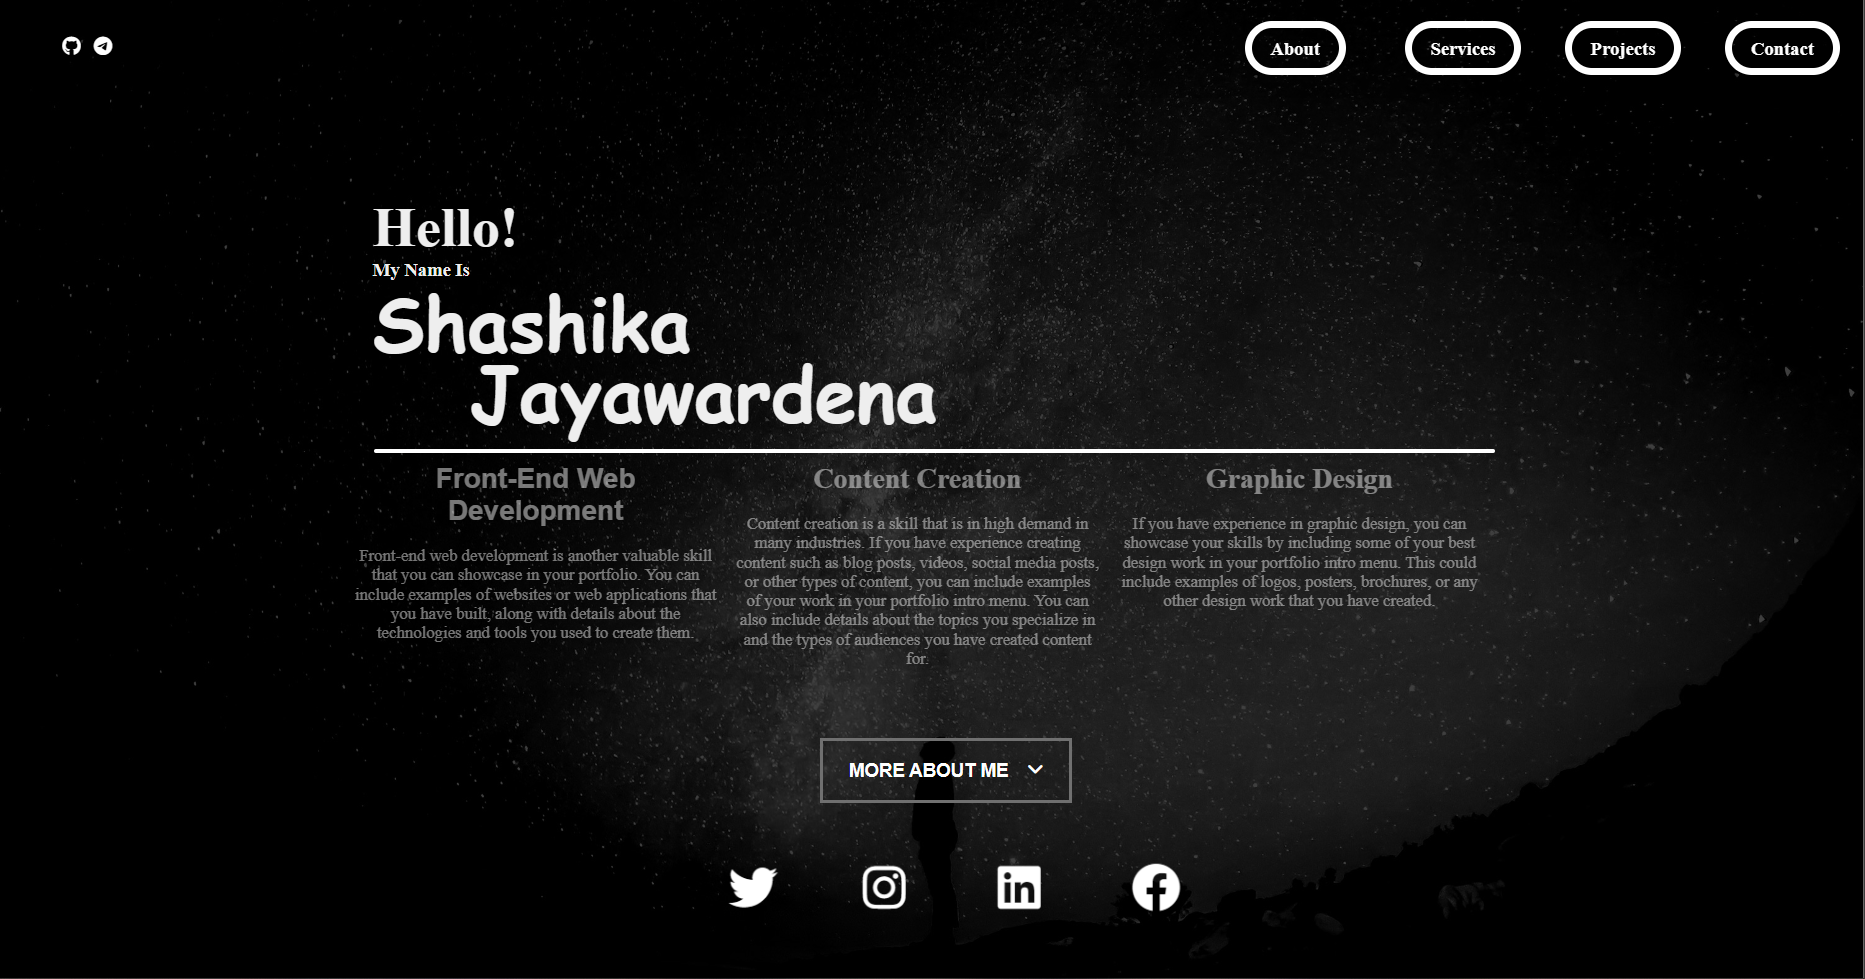 About
Services
Projects
Contact
Hello!
My Name Is
Shashika
Jayawardena
Front-End Web
Development
Front-end web development is another valuable skill
that you can showcase in your portfolio. You can
include examples of websites or web applications that
you have built, along with details about the
technologies and tools you used to create them.
Content Creation
Content creation is a skill that is in high demand in
many industries. If you have experience creating
content such as blog posts, videos, social media posts,
or other types of content, you can include examples
of your work in your portfolio intro menu. You can
also include details about the topics you specialize in
and the types of audiences you have created content
for.
Graphic Design
If you have experience in graphic design, you can
showcase your skills by including some of your best
design work in your portfolio intro menu. This could
include examples of logos, posters, brochures, or any
other design work that you have created.
MORE ABOUT ME